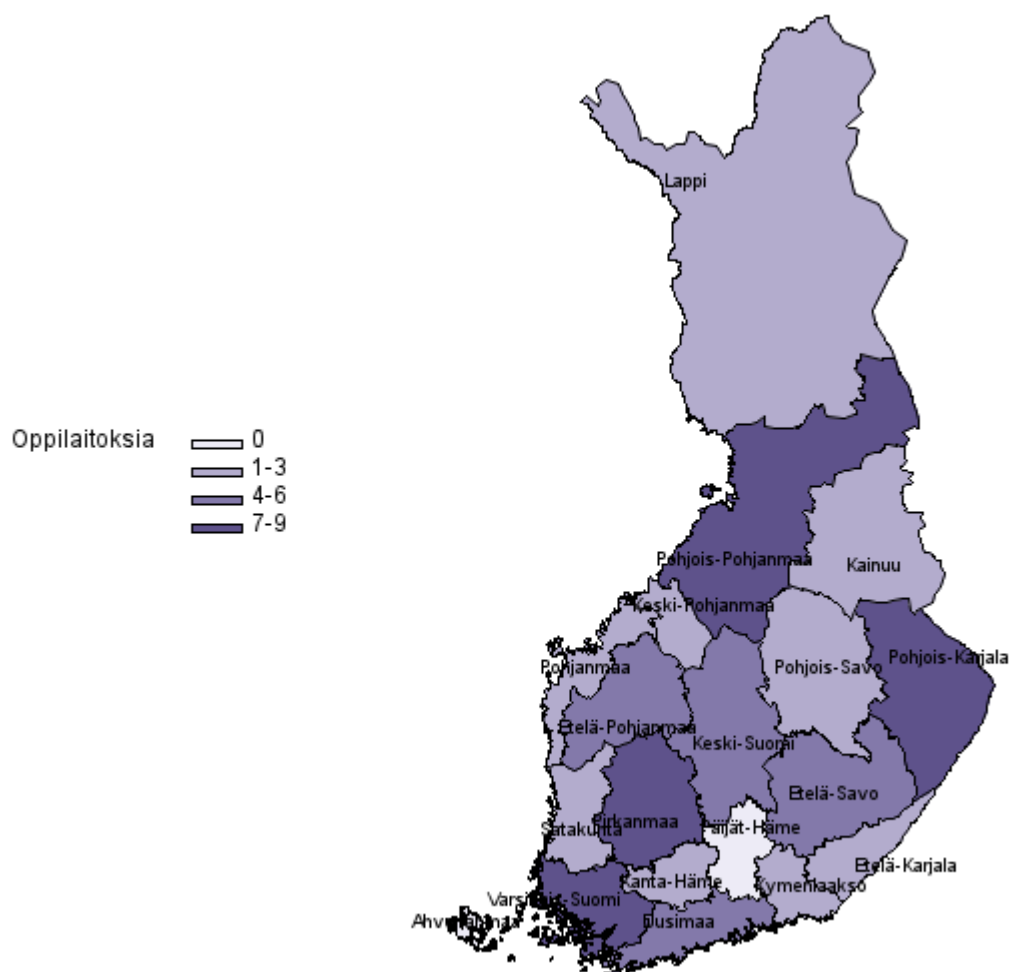 Lappi
Oppilaitoksia
0
1-3
4-6
7-9
Pohjois-Pohjanmaa
Kainuu
Keski-Pohjanmaa
Pohjanmaa
Pohjois-Savo
Pohjois-Karjala
Etelä-Pohjanmaa
Keski-Suomi
Etelä-Savo
Satakunta
Pirkanmaa
Päijät-Häme
Etelä-Karjala
Kanta-Häme
Kymenlaakso
Varsinais-Suomi
Ahvenanmaa
Uusimaa